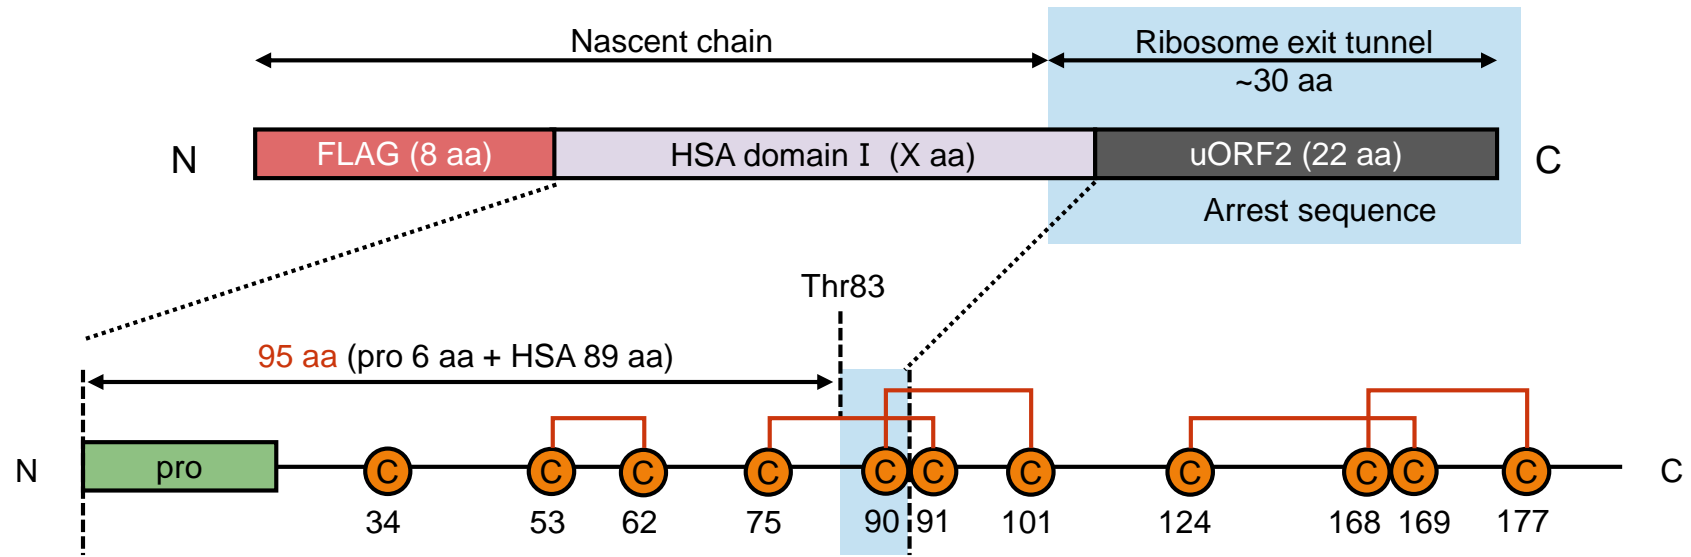 Nascent chain
Ribosome exit tunnel
~30 aa
N
FLAG (8 aa)
HSA domain I (X aa)
uORF2 (22 aa)
C
Arrest sequence
Thr83
95 aa (pro 6 aa + HSA 89 aa)
N
pro
C
C
C
C
C
C
C
C
C
C
C
C
34
53
62
75
90
91
101
124
168
169
177